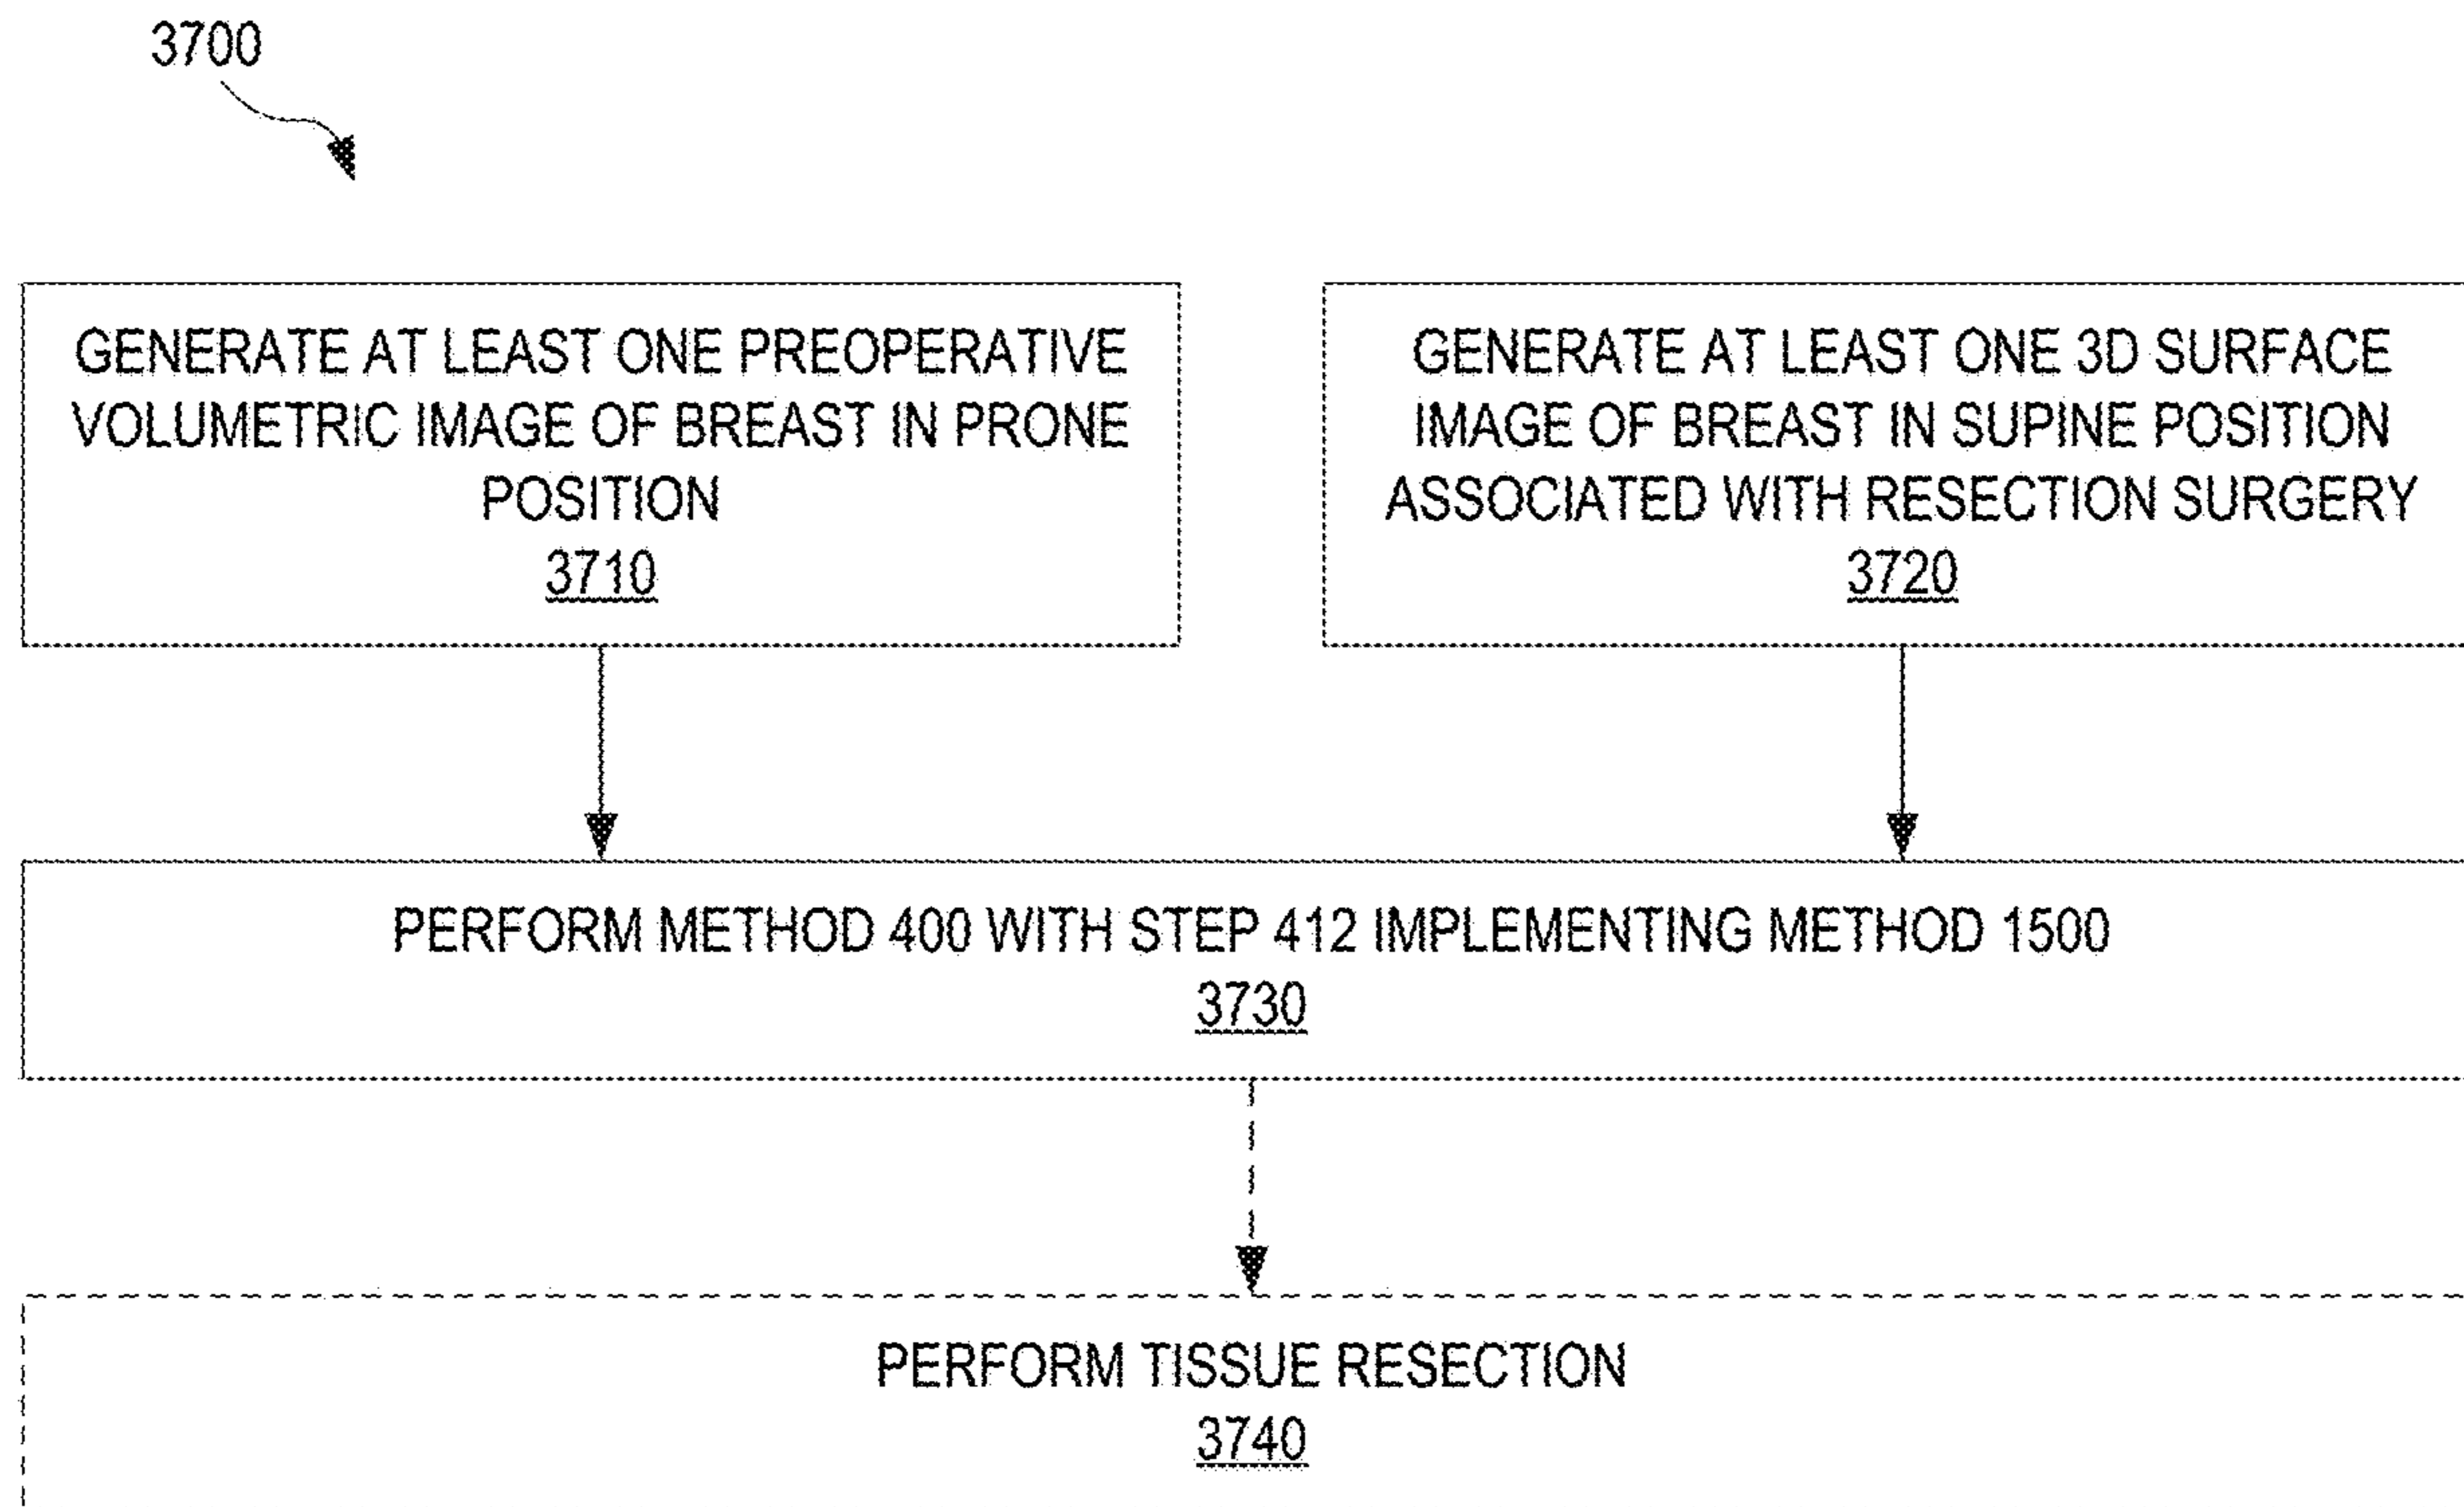 3700
GENERATE AT LEAST ONE PREOPERATIVE
VOLUMETRIC IMAGE OF BREAST IN PRONE
POSITION
3710
GENERATE AT LEAST ONE 3D SURFACE
IMAGE OF BREAST IN SUPINE POSITION
ASSOCIATED WITH RESECTION SURGERY
3720
PERFORM METHOD 400 WITH STEP 412 IMPLEMENTING METHOD 1500
3730
PERFORM TISSUE RESECTION
3740